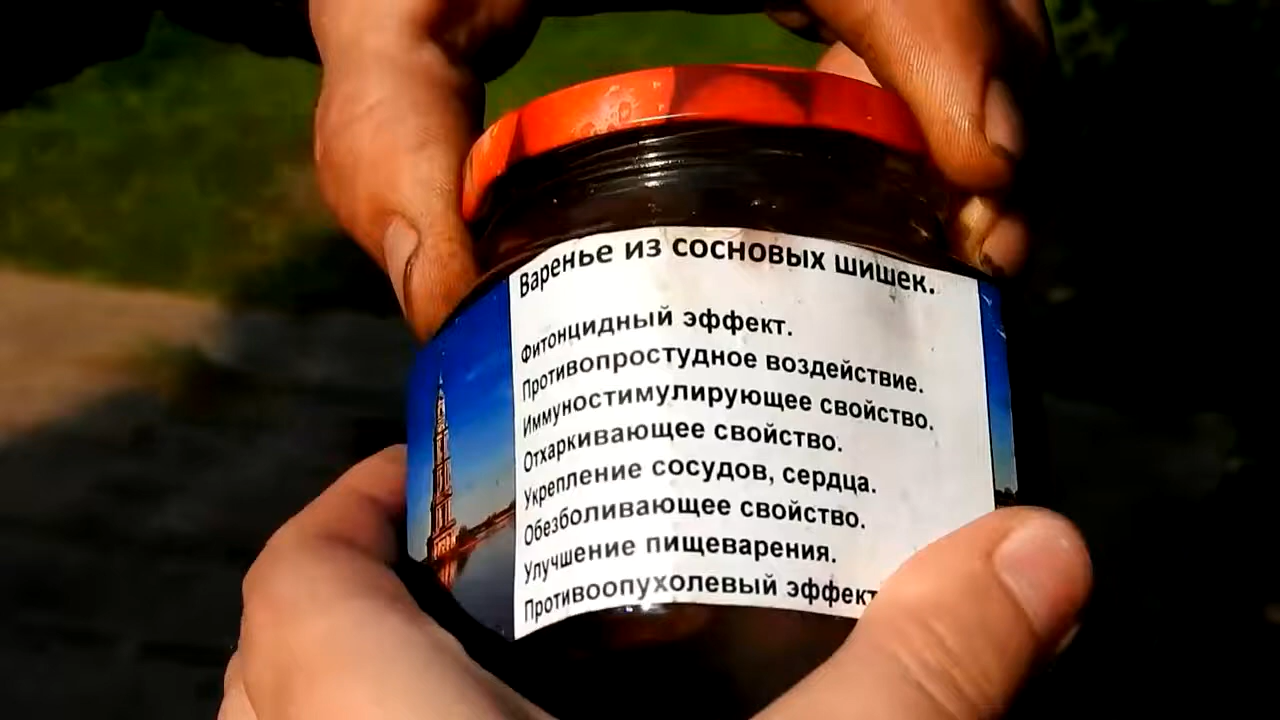 Варенье из сосновых шишек.
Фитонцидный эффект.
Противопростудное воздействие.
Иммуностимулирующее свойство.
Отхаркивающее свойство.
Укрепление сосудов, сердца.
Обезболивающее свойство.
Улучшение пищеварения.
Противоопухолевый эффект